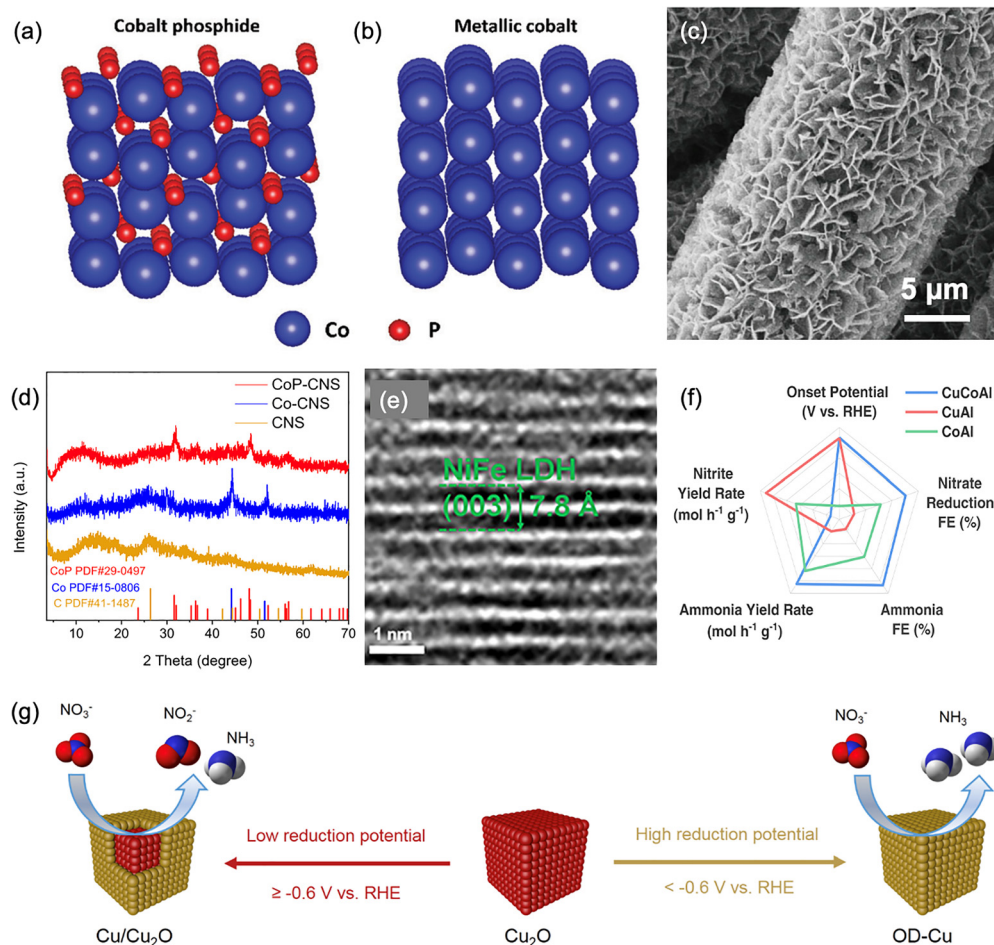 (a)
Cobalt phosphide
(b)
Metallic cobalt
(c)
5 µm
Co
P
(d)
CoP-CNS
Co-CNS
CNS
Intensity (a.u.)
CoP PDF#29-0497
Co PDF#15-0806
C PDF#41-1487
10 20 30 40 50 60 70
2 Theta (degree)
(e)
NiFe LDH
(003) 7.8 Å
1 nm
(f)
CuCoAl
CuAl
CoAl
Onset Potential
(V vs. RHE)
Nitrate
Reduction
FE (%)
Ammonia
FE (%)
Ammonia Yield Rate
(mol h⁻¹ g⁻¹)
Nitrite
Yield Rate
(mol h⁻¹ g⁻¹)
(g)
NO₃⁻
NO₂⁻
NH₃
Low reduction potential
≥ -0.6 V vs. RHE
Cu/Cu₂O
Cu₂O
High reduction potential
< -0.6 V vs. RHE
NO₃⁻
NH₃
OD-Cu